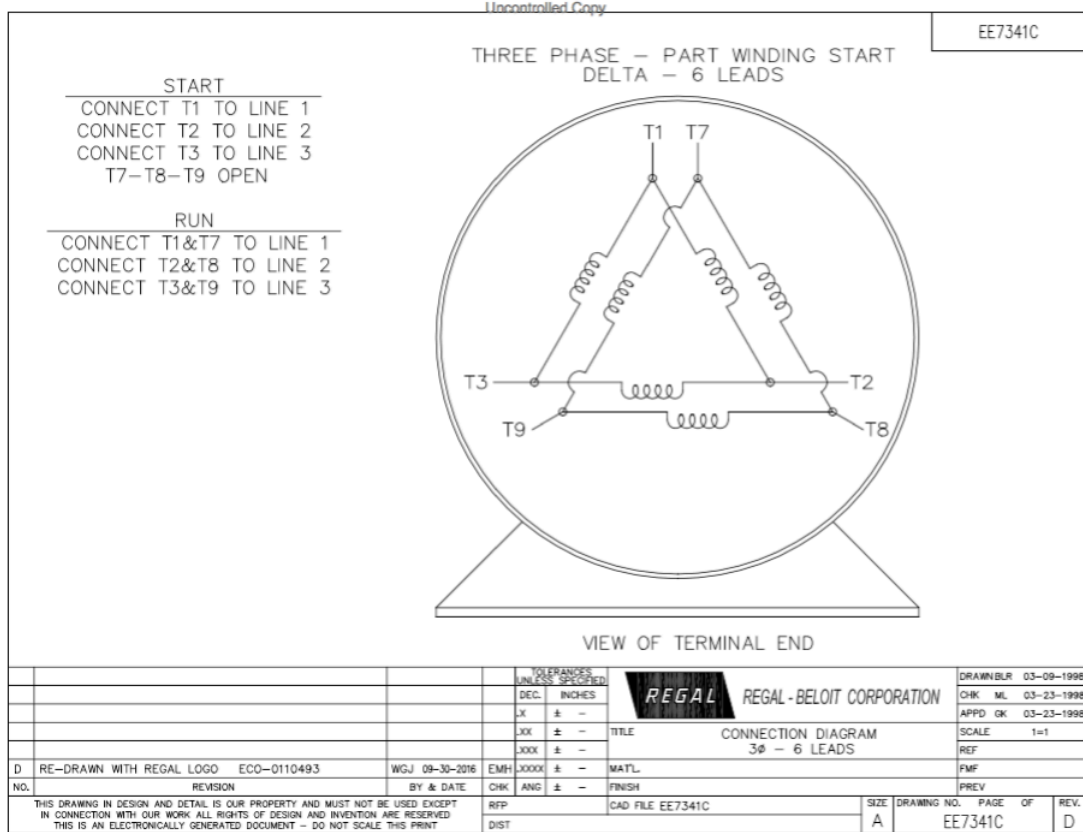 Uncontrolled Copy
EE7341C
THREE PHASE - PART WINDING START
DELTA - 6 LEADS
START
CONNECT T1 TO LINE 1
CONNECT T2 TO LINE 2
CONNECT T3 TO LINE 3
T7-T8-T9 OPEN
RUN
CONNECT T1&T7 TO LINE 1
CONNECT T2&T8 TO LINE 2
CONNECT T3&T9 TO LINE 3
T1 T7
T3 T2
T9 T8
VIEW OF TERMINAL END
TOLERANCES
UNLESS SPECIFIED
DEC. INCHES
.X ± -
.XX ± -
.XXX ± -
.XXXX ± -
ANG ± -
REGAL REGAL-BELOIT CORPORATION
TITLE CONNECTION DIAGRAM
3ø - 6 LEADS
MAT'L.
FINISH
CAD FILE EE7341C
DRAWN BLR 03-09-1998
CHK ML 03-23-1998
APPD GK 03-23-1998
SCALE 1=1
REF
FMF
PREV
D RE-DRAWN WITH REGAL LOGO ECO-0110493 WGJ 09-30-2016 EMH
NO. REVISION BY & DATE CHK
THIS DRAWING IN DESIGN AND DETAIL IS OUR PROPERTY AND MUST NOT BE USED EXCEPT
IN CONNECTION WITH OUR WORK ALL RIGHTS OF DESIGN AND INVENTION ARE RESERVED
THIS IS AN ELECTRONICALLY GENERATED DOCUMENT - DO NOT SCALE THIS PRINT
RFP
DIST
SIZE DRAWING NO. PAGE OF REV.
A EE7341C D